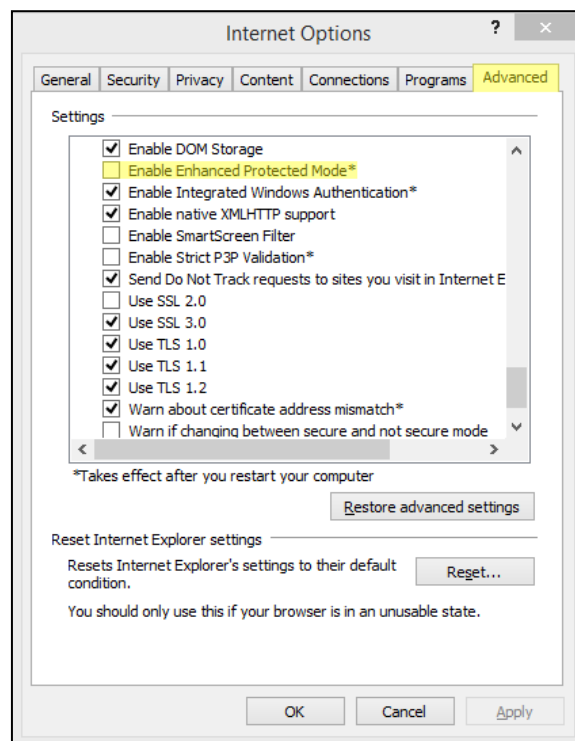 Internet Options
?
×
General Security Privacy Content Connections Programs Advanced
Settings
Enable DOM Storage
Enable Enhanced Protected Mode*
Enable Integrated Windows Authentication*
Enable native XMLHTTP support
Enable SmartScreen Filter
Enable Strict P3P Validation*
Send Do Not Track requests to sites you visit in Internet E
Use SSL 2.0
Use SSL 3.0
Use TLS 1.0
Use TLS 1.1
Use TLS 1.2
Warn about certificate address mismatch*
Warn if changing between secure and not secure mode
*Takes effect after you restart your computer
Restore advanced settings
Reset Internet Explorer settings
Resets Internet Explorer's settings to their default
condition.
Reset...
You should only use this if your browser is in an unusable state.
OK Cancel Apply